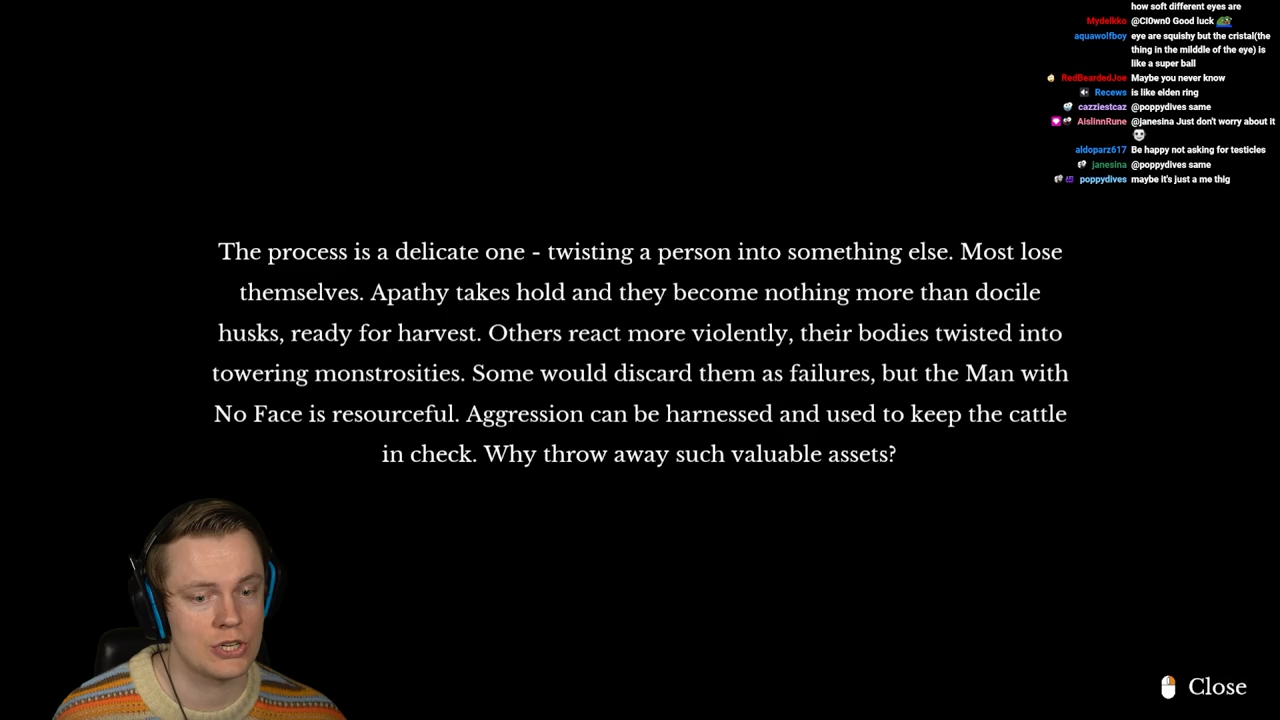 how soft different eyes are
Mydelkko @Cl0wn0 Good luck
aquawolfboy eye are squishy but the cristal(the
thing in the milddle of the eye) is
like a super ball
RedBeardedJoe Maybe you never know
Recews is like elden ring
cazziestcaz @poppydives same
AislinnRune @janesina Just don't worry about it
aldoparz617 Be happy not asking for testicles
janesina @poppydives same
poppydives maybe it's just a me thig
The process is a delicate one - twisting a person into something else. Most lose
themselves. Apathy takes hold and they become nothing more than docile
husks, ready for harvest. Others react more violently, their bodies twisted into
towering monstrosities. Some would discard them as failures, but the Man with
No Face is resourceful. Aggression can be harnessed and used to keep the cattle
in check. Why throw away such valuable assets?
Close